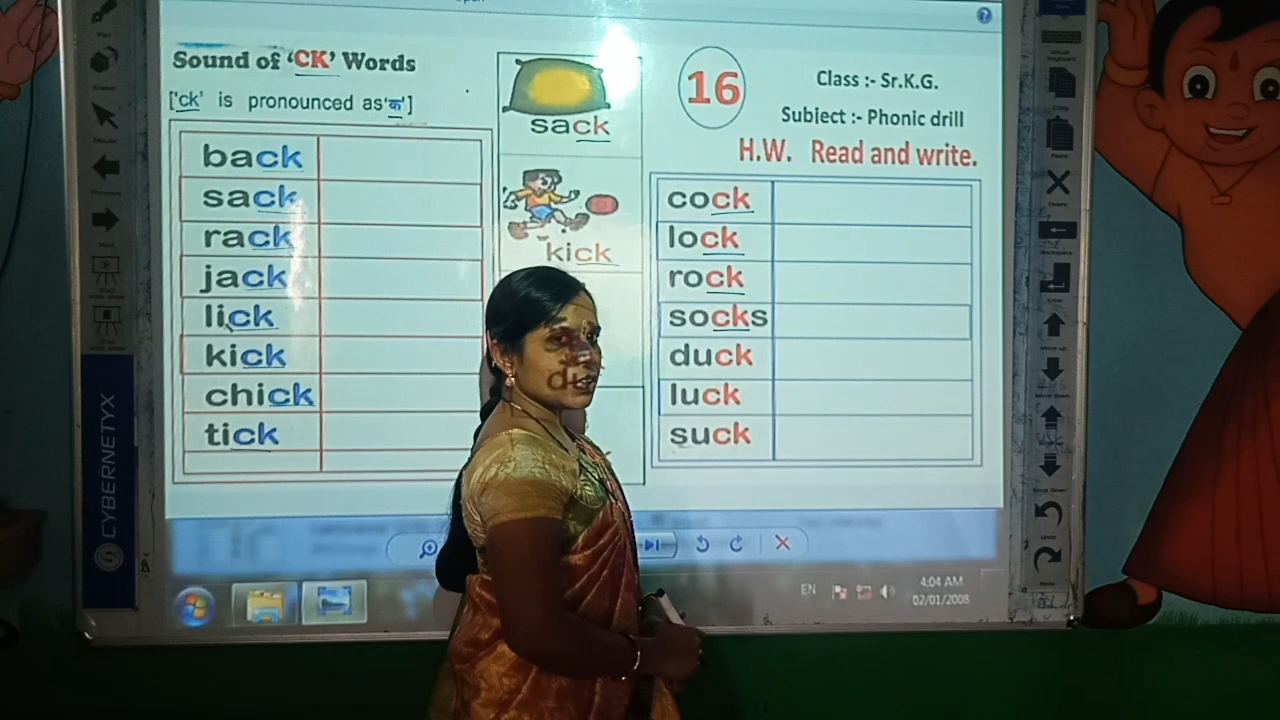 Sound of 'CK' Words
['ck' is pronounced as'क']
back
sack
rack
jack
lick
kick
chick
tick
sack
kick
16
Class :- Sr.K.G.
Subject :- Phonic drill
H.W. Read and write.
cock
lock
rock
socks
duck
luck
suck
CYBERNETYX
EN
4:04 AM
02/01/2008